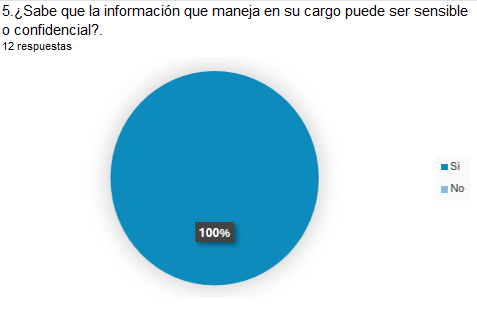 5.¿Sabe que la información que maneja en su cargo puede ser sensible
o confidencial?.
12 respuestas
100%
Si
No